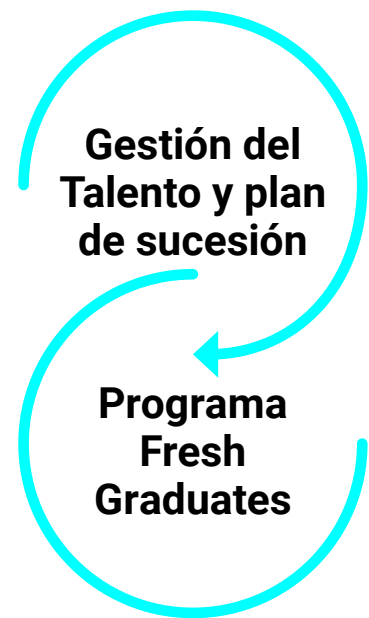 Gestión del
Talento y plan
de sucesión
Programa
Fresh
Graduates